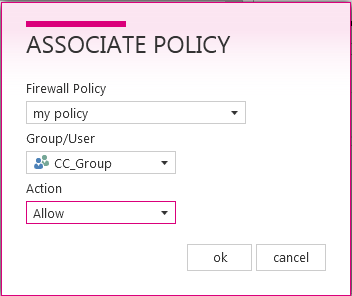 ASSOCIATE POLICY
Firewall Policy
my policy
Group/User
CC_Group
Action
Allow
ok cancel